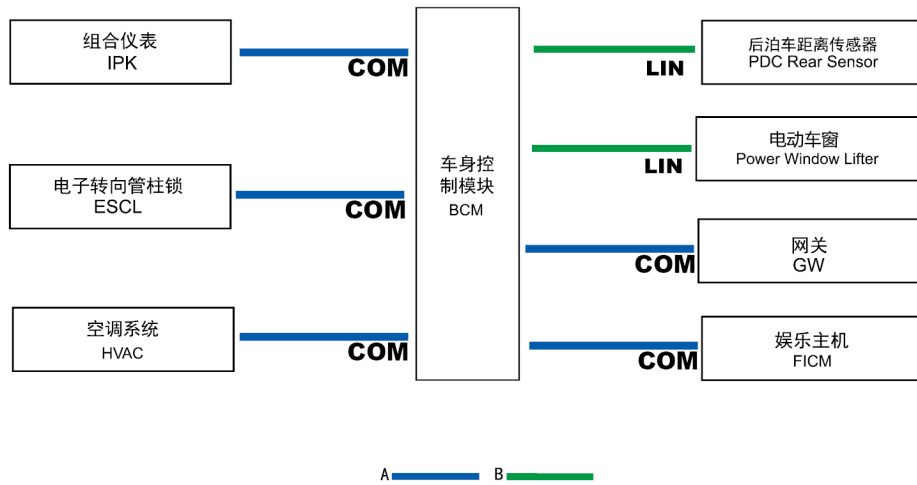 组合仪表
IPK
COM
电子转向管柱锁
ESCL
COM
空调系统
HVAC
COM
车身控
制模块
BCM
后泊车距离传感器
PDC Rear Sensor
LIN
电动车窗
Power Window Lifter
LIN
网关
GW
COM
娱乐主机
FICM
COM
A
B